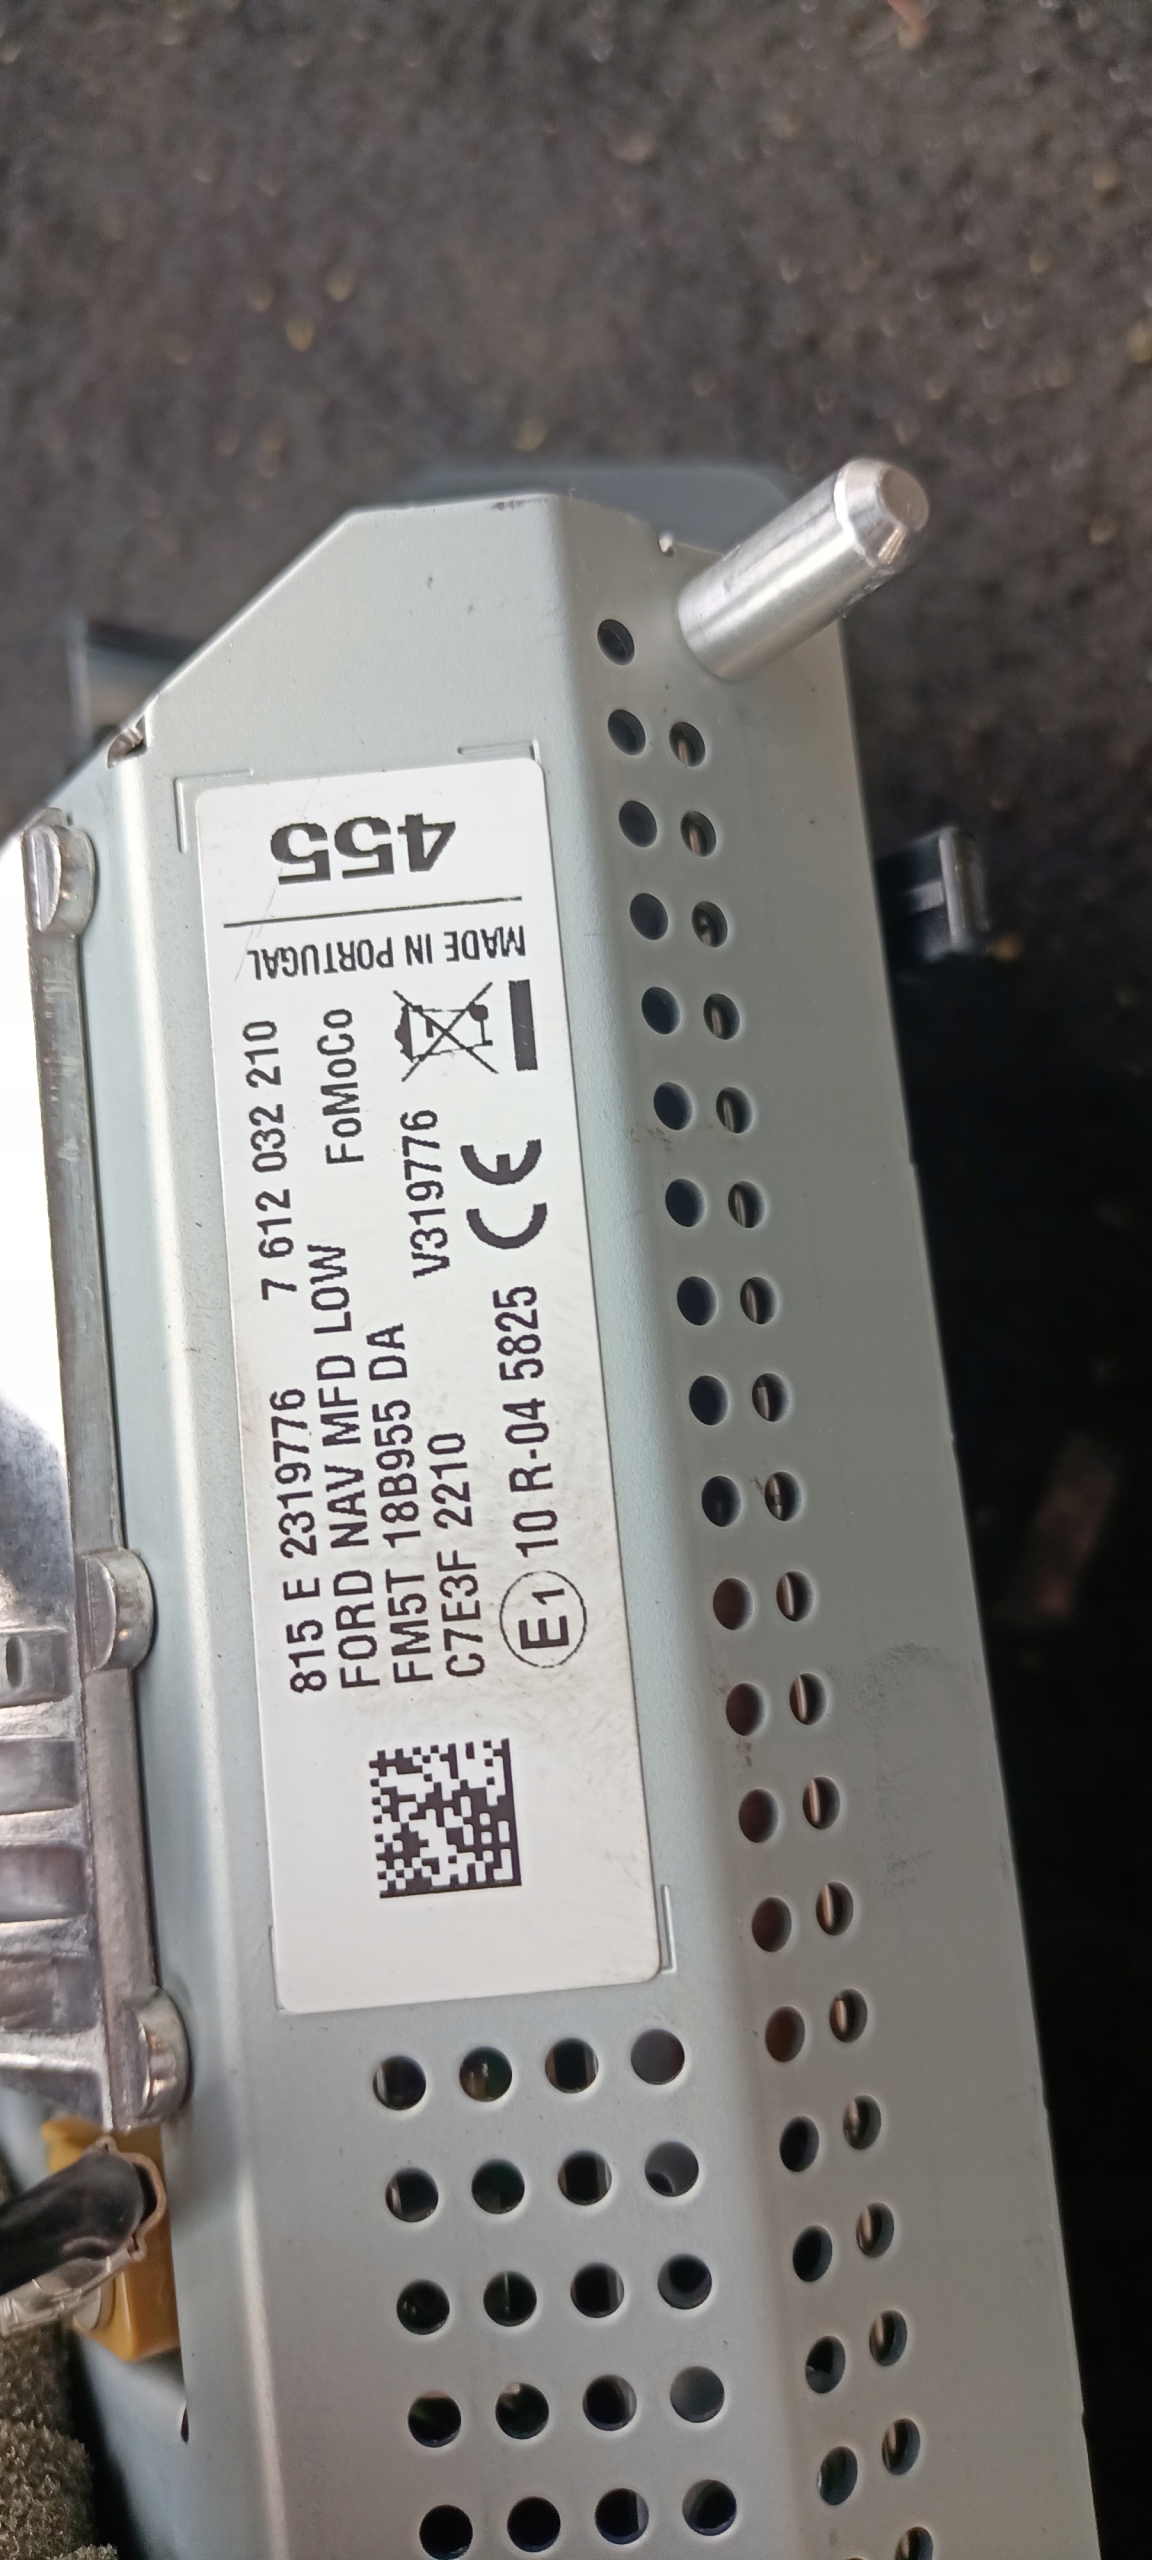 815 E 2319776 7 612 032 210
FORD NAV MFD LOW FoMoCo
FM5T 18B955 DA
C7E3F 2210 V319776
E1 10 R-04 5825 CE
MADE IN PORTUGAL
455